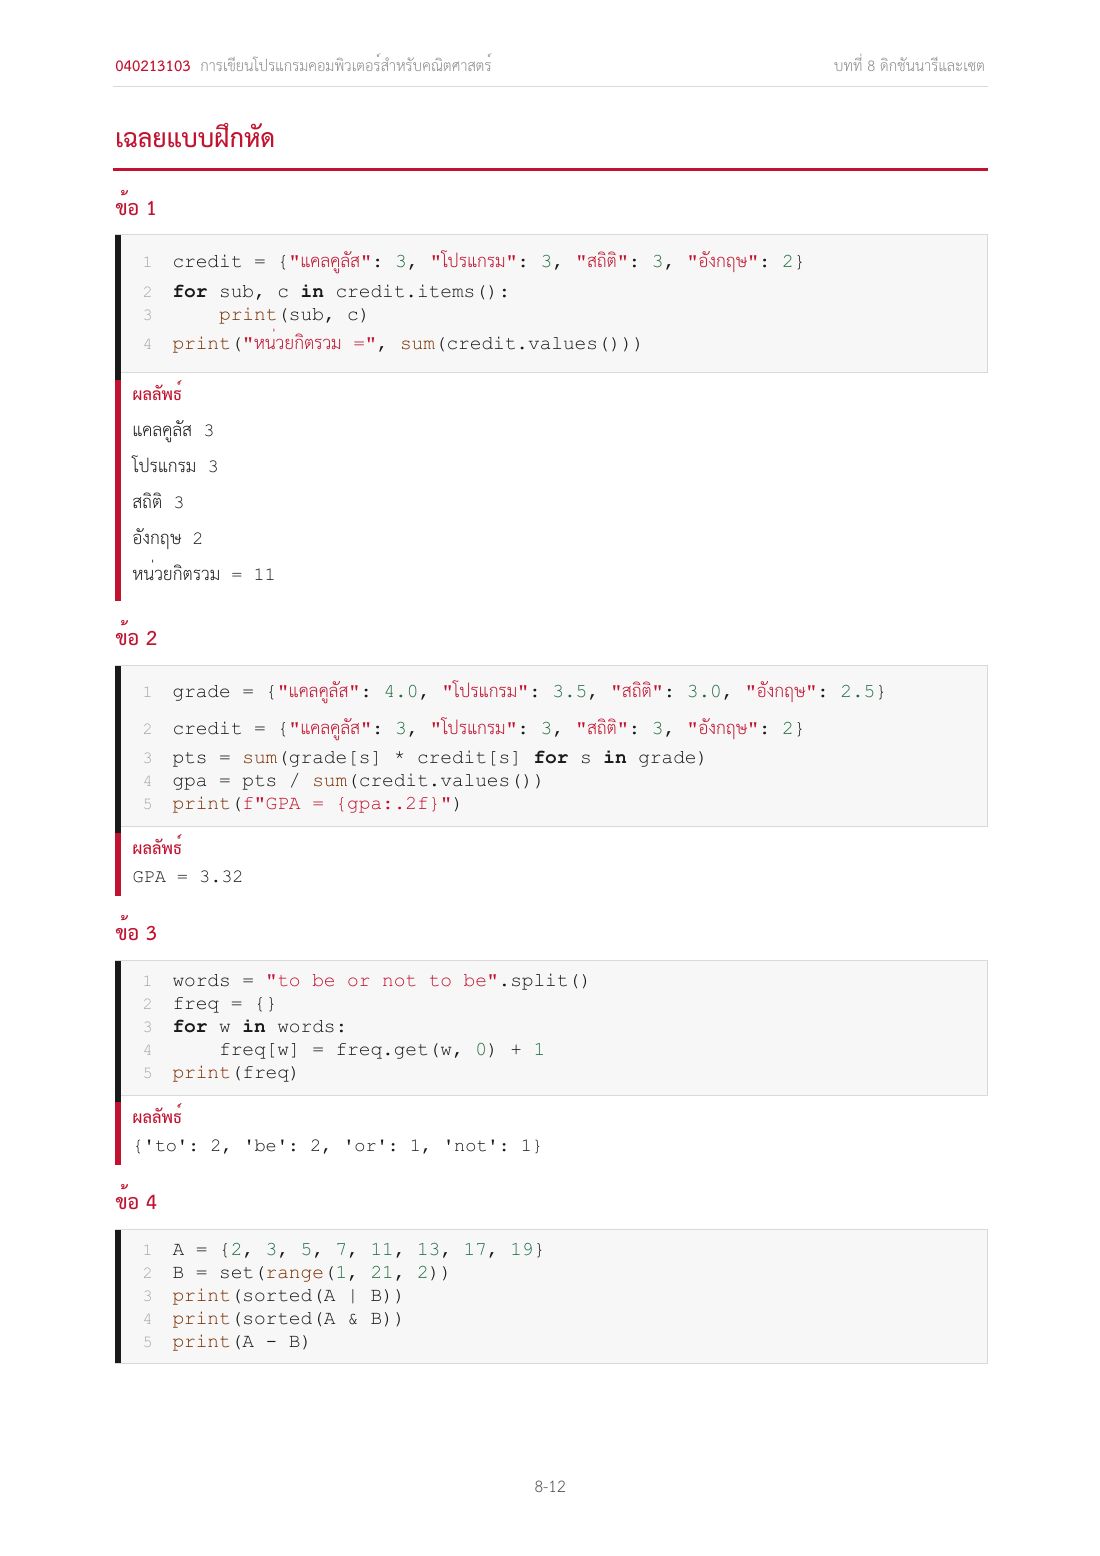 040213103 การเขียนโปรแกรมคอมพิวเตอร์สำหรับคณิตศาสตร์
บทที่ 8 ดิกชันนารีและเซต
เฉลยแบบฝึกหัด
ข้อ 1
1 credit = {"แคลคูลัส": 3, "โปรแกรม": 3, "สถิติ": 3, "อังกฤษ": 2}
2 for sub, c in credit.items():
3     print(sub, c)
4 print("หน่วยกิตรวม =", sum(credit.values()))
ผลลัพธ์
แคลคูลัส 3
โปรแกรม 3
สถิติ 3
อังกฤษ 2
หน่วยกิตรวม = 11
ข้อ 2
1 grade = {"แคลคูลัส": 4.0, "โปรแกรม": 3.5, "สถิติ": 3.0, "อังกฤษ": 2.5}
2 credit = {"แคลคูลัส": 3, "โปรแกรม": 3, "สถิติ": 3, "อังกฤษ": 2}
3 pts = sum(grade[s] * credit[s] for s in grade)
4 gpa = pts / sum(credit.values())
5 print(f"GPA = {gpa:.2f}")
ผลลัพธ์
GPA = 3.32
ข้อ 3
1 words = "to be or not to be".split()
2 freq = {}
3 for w in words:
4     freq[w] = freq.get(w, 0) + 1
5 print(freq)
ผลลัพธ์
{'to': 2, 'be': 2, 'or': 1, 'not': 1}
ข้อ 4
1 A = {2, 3, 5, 7, 11, 13, 17, 19}
2 B = set(range(1, 21, 2))
3 print(sorted(A | B))
4 print(sorted(A & B))
5 print(A - B)
8-12